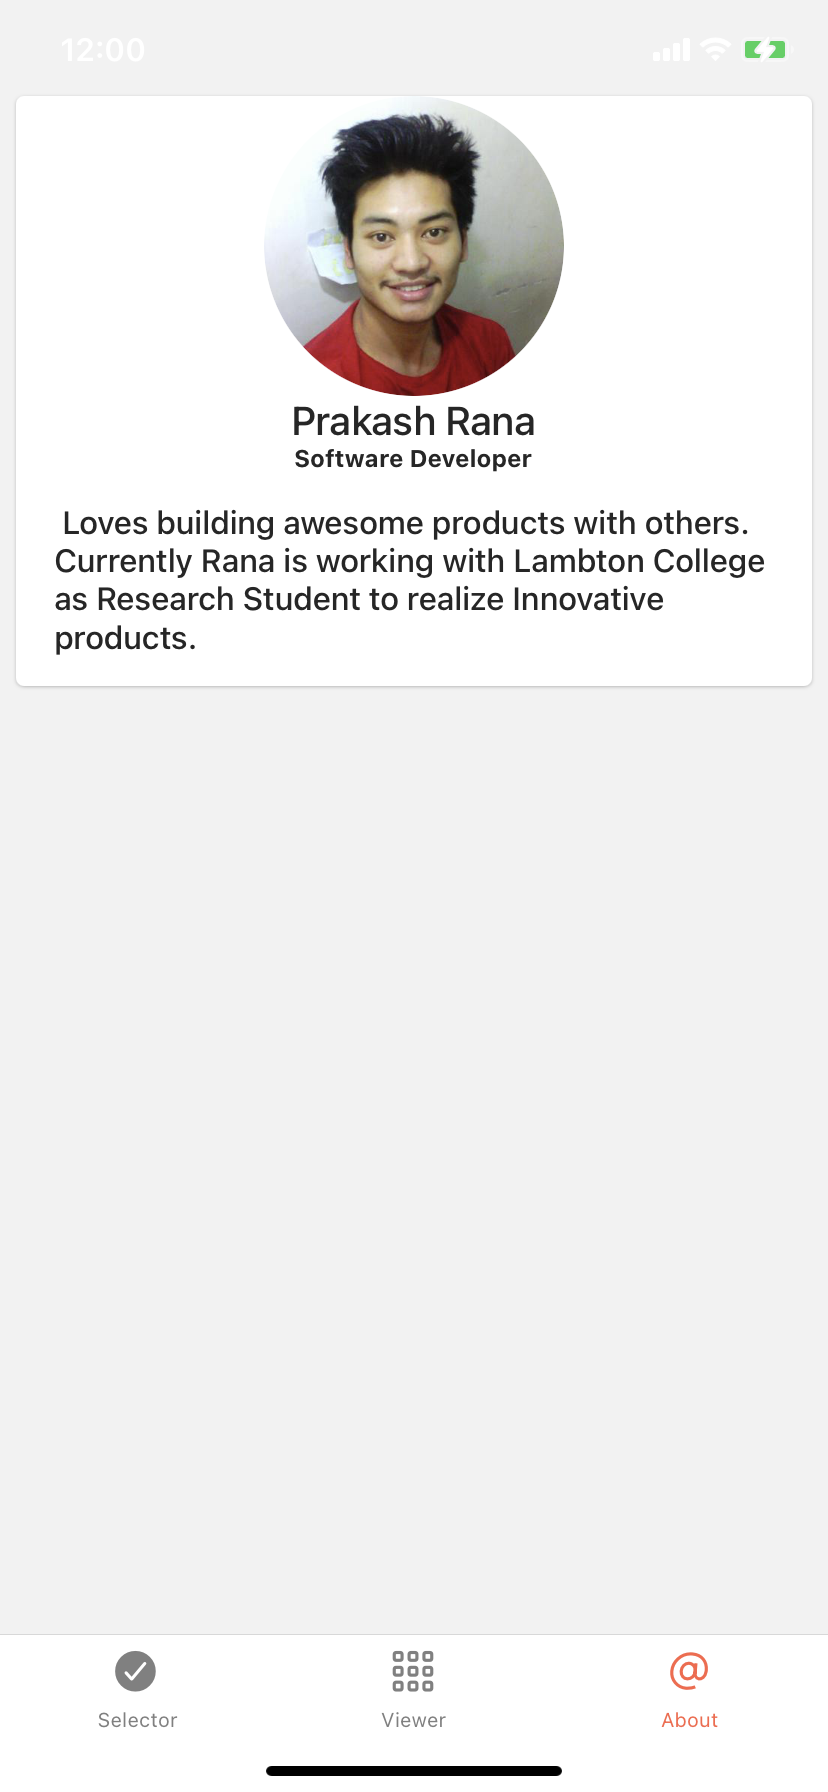 12:00
Prakash Rana
Software Developer
Loves building awesome products with others.
Currently Rana is working with Lambton College
as Research Student to realize Innovative
products.
Selector
Viewer
About